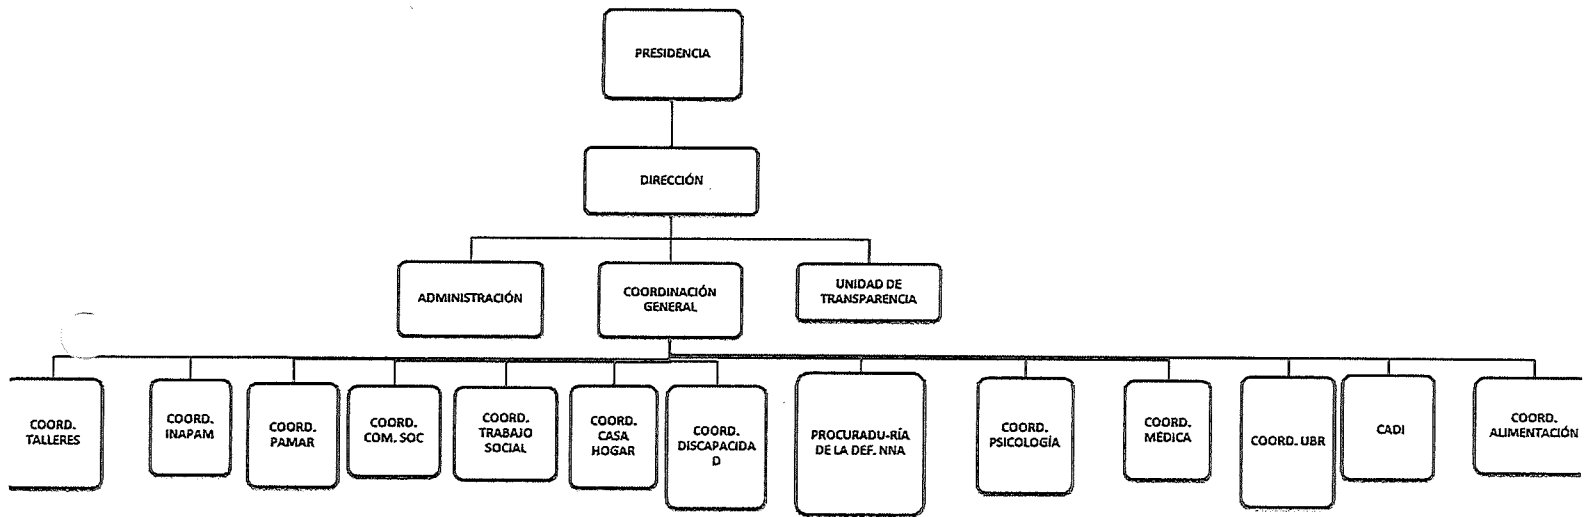 PRESIDENCIA
DIRECCIÓN
ADMINISTRACIÓN
COORDINACIÓN
GENERAL
UNIDAD DE
TRANSPARENCIA
COORD.
TALLERES
COORD.
INAPAM
COORD.
PAMAR
COORD.
COM. SOC
COORD.
TRABAJO
SOCIAL
COORD.
CASA
HOGAR
COORD.
DISCAPACIDA
D
PROCURADU-RÍA
DE LA DEF. NNA
COORD.
PSICOLOGÍA
COORD.
MÉDICA
COORD. UBR
CADI
COORD.
ALIMENTACIÓN